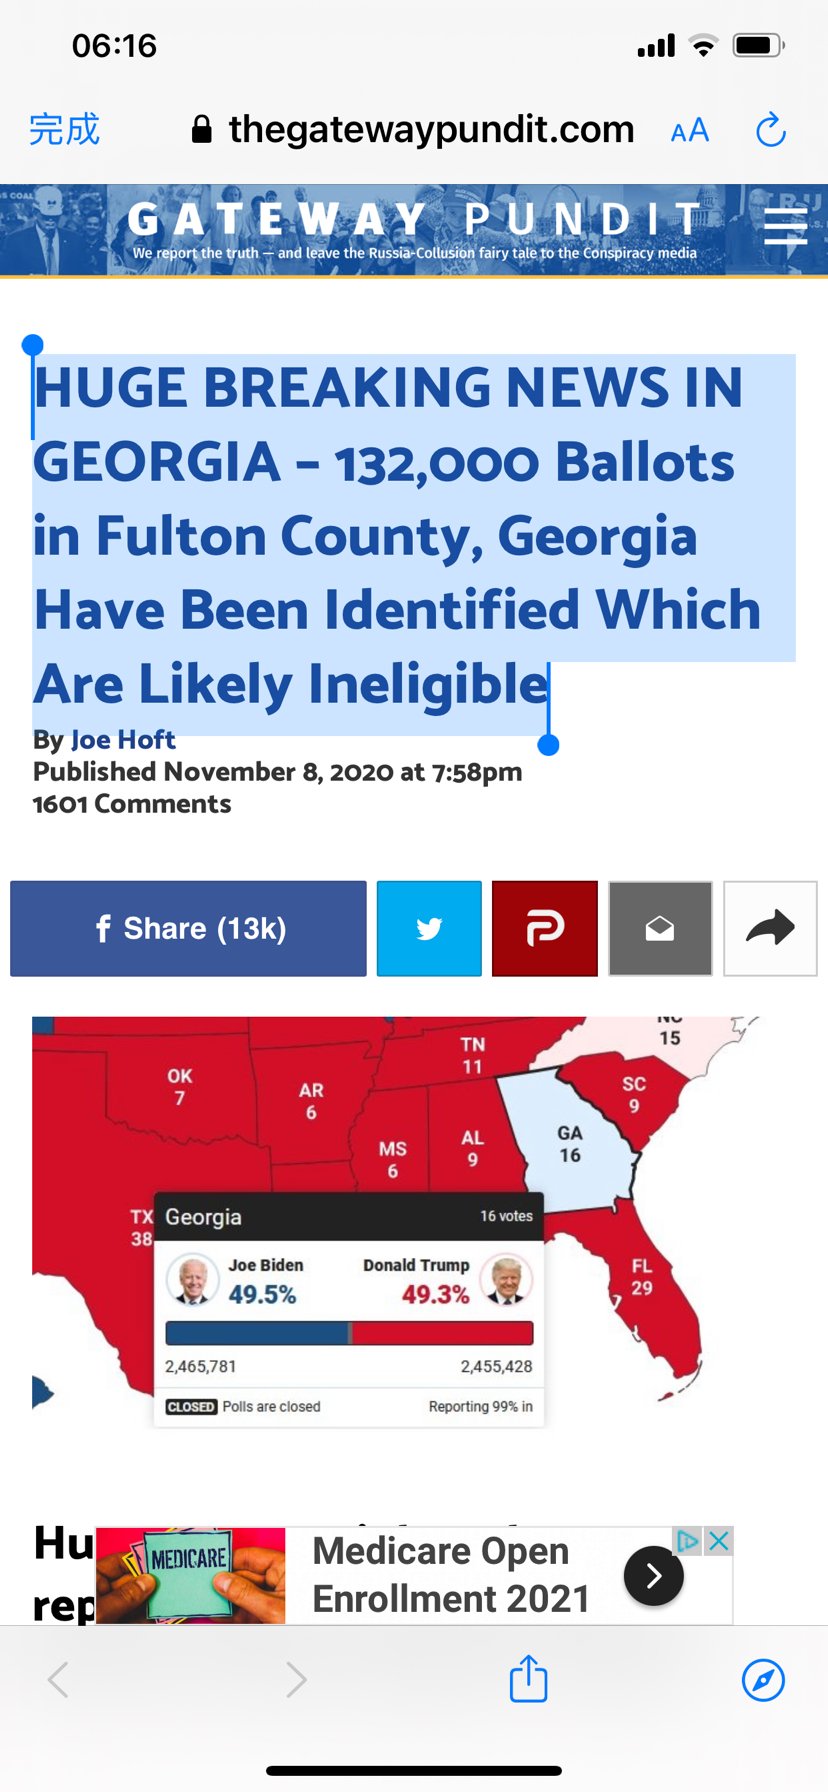 06:16
完成
thegatewaypundit.com
AA
GATEWAY PUNDIT
We report the truth — and leave the Russia-Collusion fairy tale to the Conspiracy media
HUGE BREAKING NEWS IN
GEORGIA – 132,000 Ballots
in Fulton County, Georgia
Have Been Identified Which
Are Likely Ineligible
By Joe Hoft
Published November 8, 2020 at 7:58pm
1601 Comments
f Share (13k)
NC
15
TN
11
OK
7
AR
6
SC
9
MS
6
AL
9
GA
16
TX
38
FL
29
Georgia
16 votes
Joe Biden
49.5%
Donald Trump
49.3%
2,465,781
2,455,428
CLOSED Polls are closed
Reporting 99% in
Hu
rep
MEDICARE
Medicare Open
Enrollment 2021